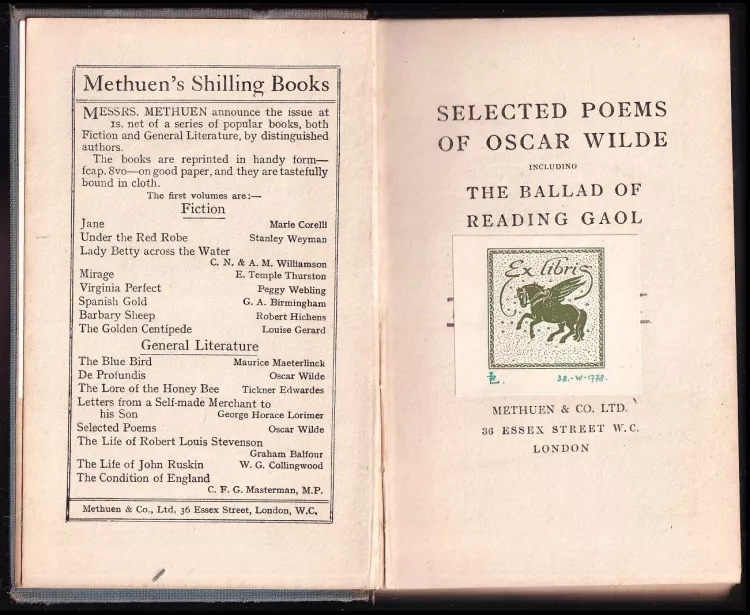 Methuen's Shilling Books
MESSRS. METHUEN announce the issue at
1s. net of a series of popular books, both
Fiction and General Literature, by distinguished
authors.
The books are reprinted in handy form—
fcap. 8vo—on good paper, and they are tastefully
bound in cloth.
The first volumes are:—
Fiction
Jane Marie Corelli
Under the Red Robe Stanley Weyman
Lady Betty across the Water
C. N. & A. M. Williamson
Mirage E. Temple Thurston
Virginia Perfect Peggy Webling
Spanish Gold G. A. Birmingham
Barbary Sheep Robert Hichens
The Golden Centipede Louise Gerard
General Literature
The Blue Bird Maurice Maeterlinck
De Profundis Oscar Wilde
The Lore of the Honey Bee Tickner Edwardes
Letters from a Self-made Merchant to
his Son George Horace Lorimer
Selected Poems Oscar Wilde
The Life of Robert Louis Stevenson
Graham Balfour
The Life of John Ruskin W. G. Collingwood
The Condition of England
C. F. G. Masterman, M.P.
Methuen & Co., Ltd. 36 Essex Street, London, W.C.
SELECTED POEMS
OF OSCAR WILDE
INCLUDING
THE BALLAD OF
READING GAOL
Ex libris
38.-W-1778.
METHUEN & CO. LTD.
36 ESSEX STREET W.C.
LONDON